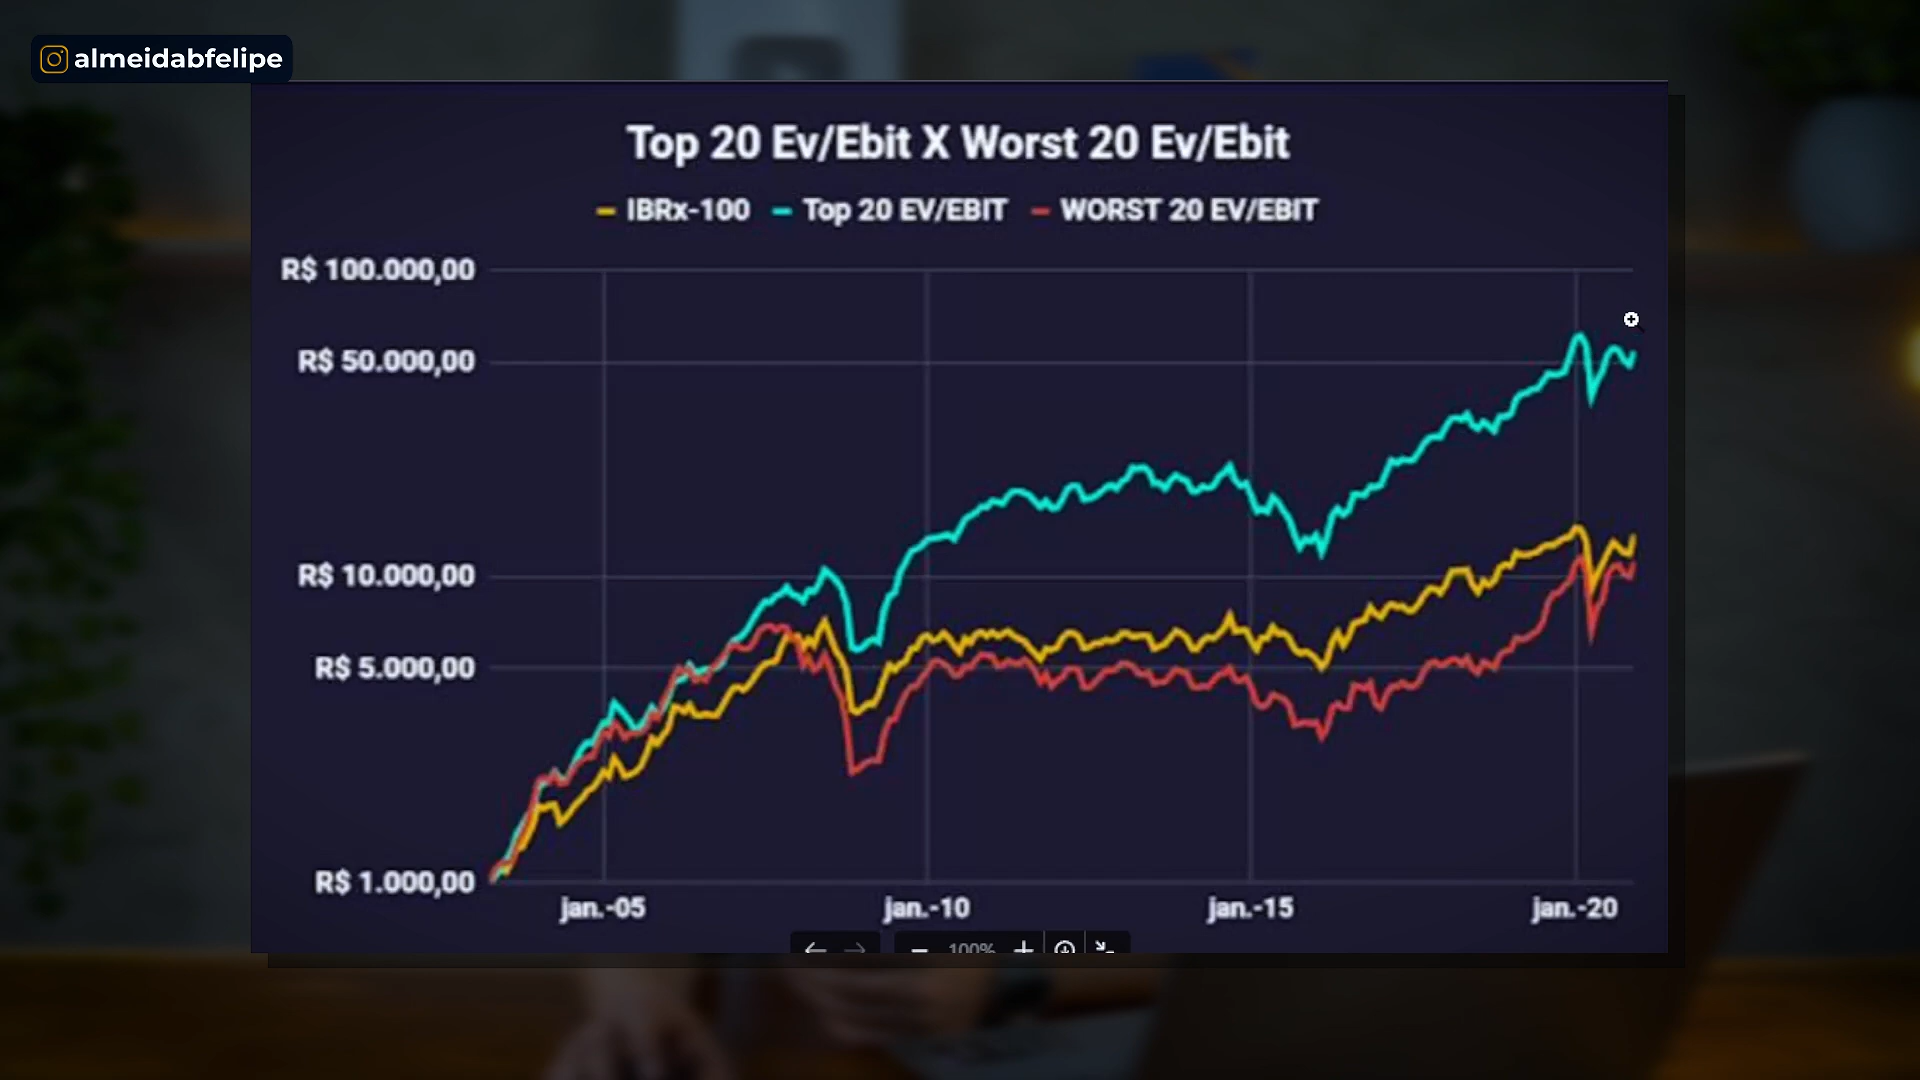 almeidabfelipe
Top 20 Ev/Ebit X Worst 20 Ev/Ebit
IBRx-100 Top 20 EV/EBIT WORST 20 EV/EBIT
R$ 100.000,00
R$ 50.000,00
R$ 10.000,00
R$ 5.000,00
R$ 1.000,00
jan.-05 jan.-10 jan.-15 jan.-20
100%